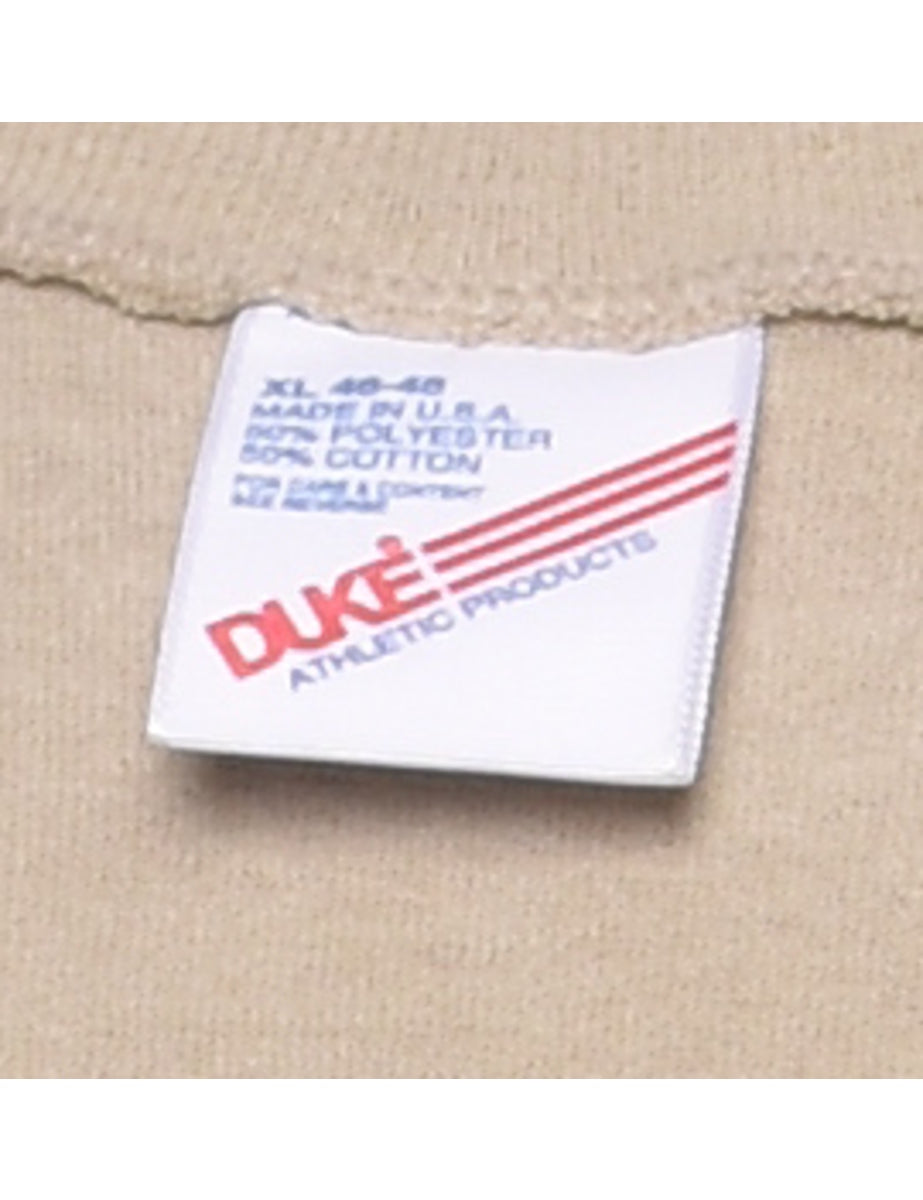 XL 46-48
MADE IN U.S.A.
50% POLYESTER
50% COTTON
FOR CARE & CONTENT
SEE REVERSE
DUKE
ATHLETIC PRODUCTS